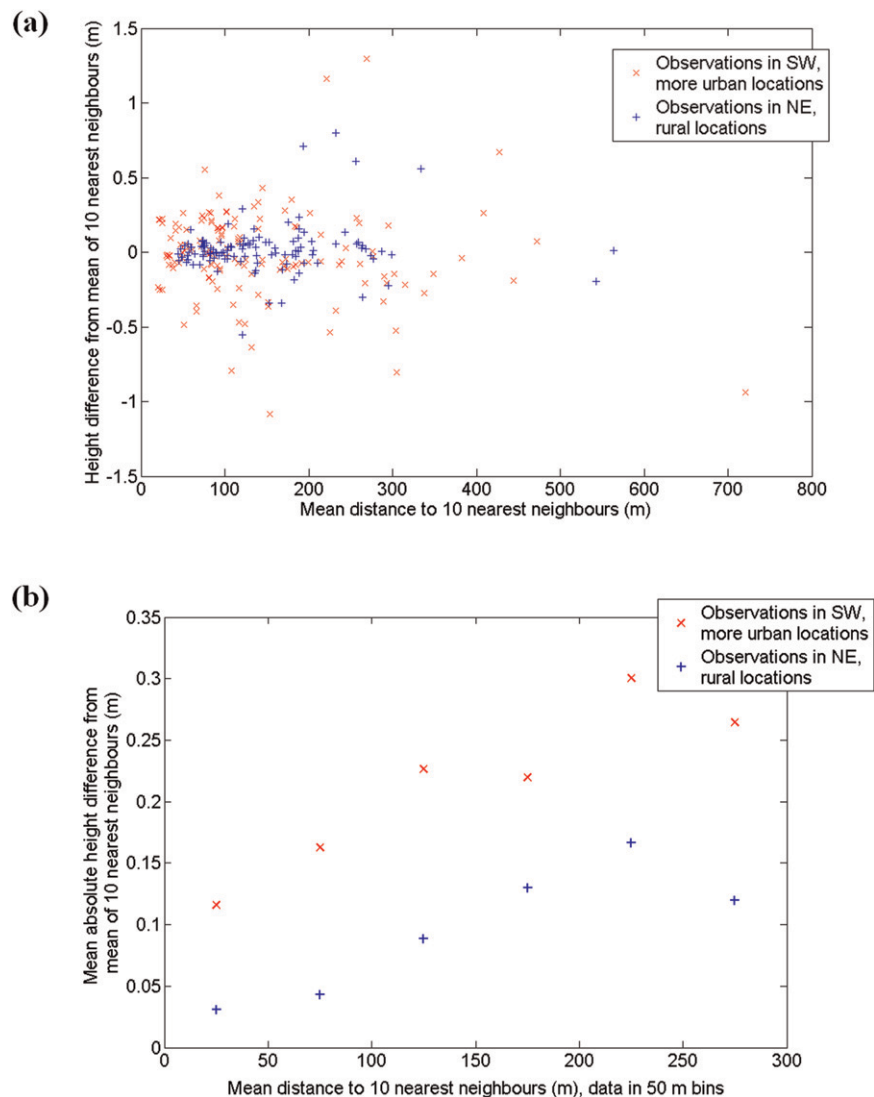 (a)
1.5
1
0.5
0
-0.5
-1
-1.5
Height difference from mean of 10 nearest neighbours (m)
Observations in SW,
more urban locations
Observations in NE,
rural locations
0 100 200 300 400 500 600 700 800
Mean distance to 10 nearest neighbours (m)
(b)
0.35
0.3
0.25
0.2
0.15
0.1
0.05
0
Mean absolute height difference from
mean of 10 nearest neighbours (m)
Observations in SW,
more urban locations
Observations in NE,
rural locations
0 50 100 150 200 250 300
Mean distance to 10 nearest neighbours (m), data in 50 m bins